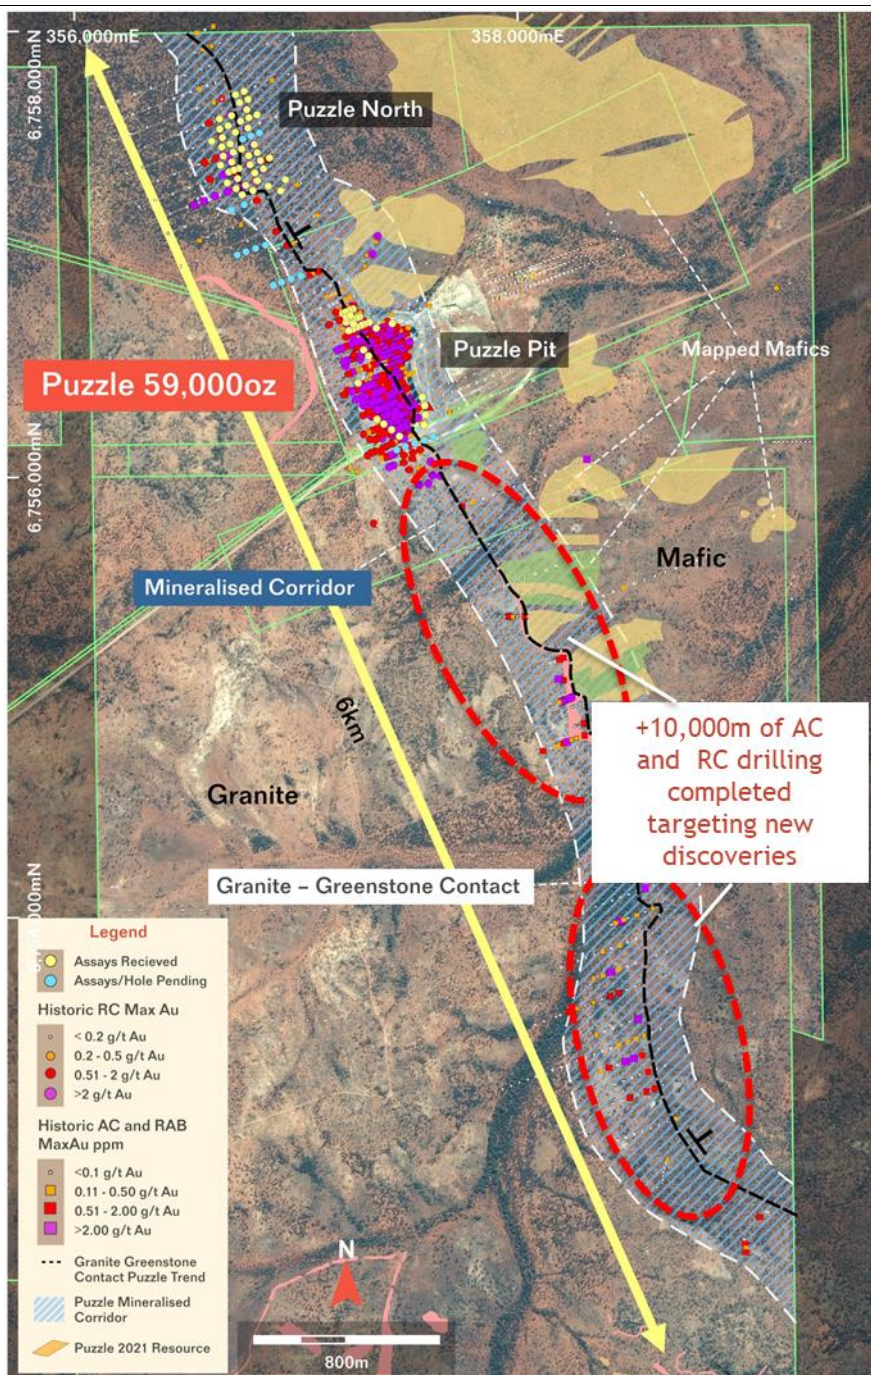 356,000mE
358,000mE
6,758,000mN
Puzzle North
Puzzle Pit
Mapped Mafics
Puzzle 59,000oz
6,756,000mN
Mafic
Mineralised Corridor
6km
+10,000m of AC
and RC drilling
completed
targeting new
discoveries
Granite
Granite – Greenstone Contact
Legend
Assays Recieved
Assays/Hole Pending
Historic RC Max Au
< 0.2 g/t Au
0.2 - 0.5 g/t Au
0.51 - 2 g/t Au
>2 g/t Au
Historic AC and RAB
MaxAu ppm
<0.1 g/t Au
0.11 - 0.50 g/t Au
0.51 - 2.00 g/t Au
>2.00 g/t Au
Granite Greenstone
Contact Puzzle Trend
Puzzle Mineralised
Corridor
Puzzle 2021 Resource
N
800m